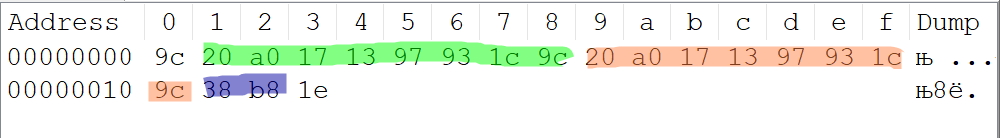 Address 0 1 2 3 4 5 6 7 8 9 a b c d e f Dump
00000000 9c 20 a0 17 13 97 93 1c 9c 20 a0 17 13 97 93 1c њ ...
00000010 9c 38 b8 1e њ8ё.